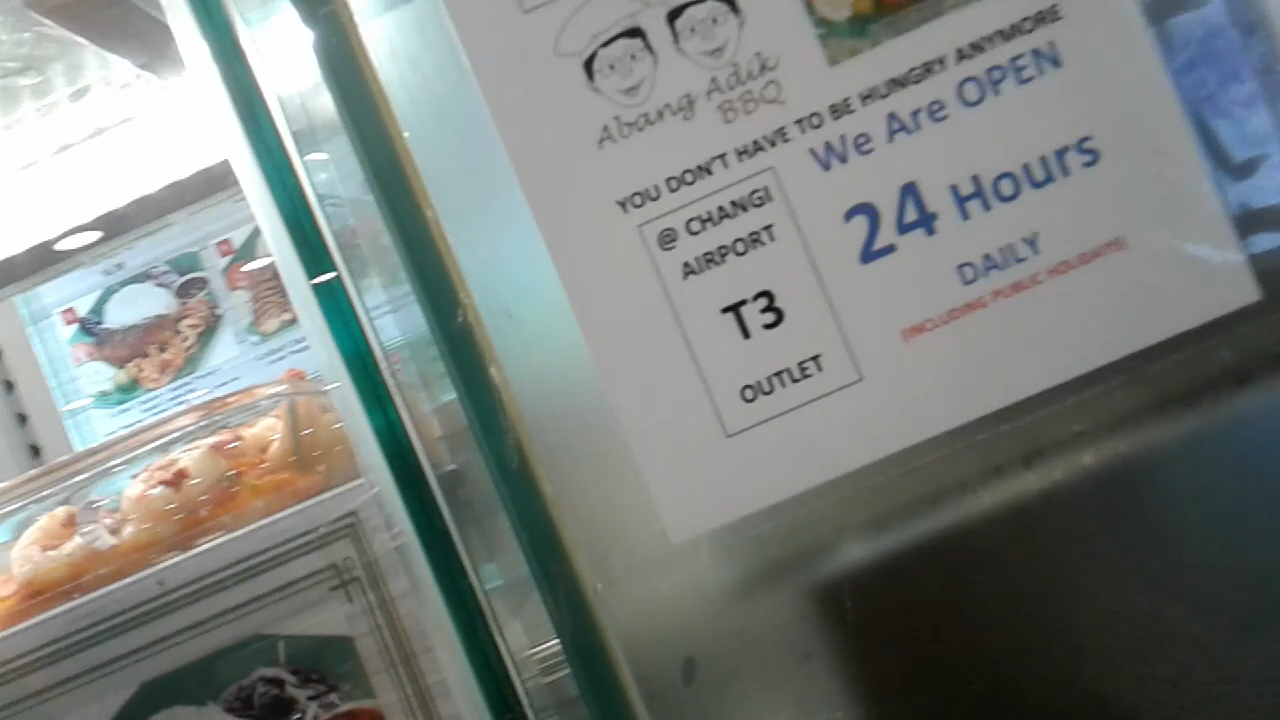 Abang Adik
BBQ
YOU DON'T HAVE TO BE HUNGRY ANYMORE
We Are OPEN
24 Hours
DAILY
(INCLUDING PUBLIC HOLIDAYS)
@ CHANGI
AIRPORT
T3
OUTLET